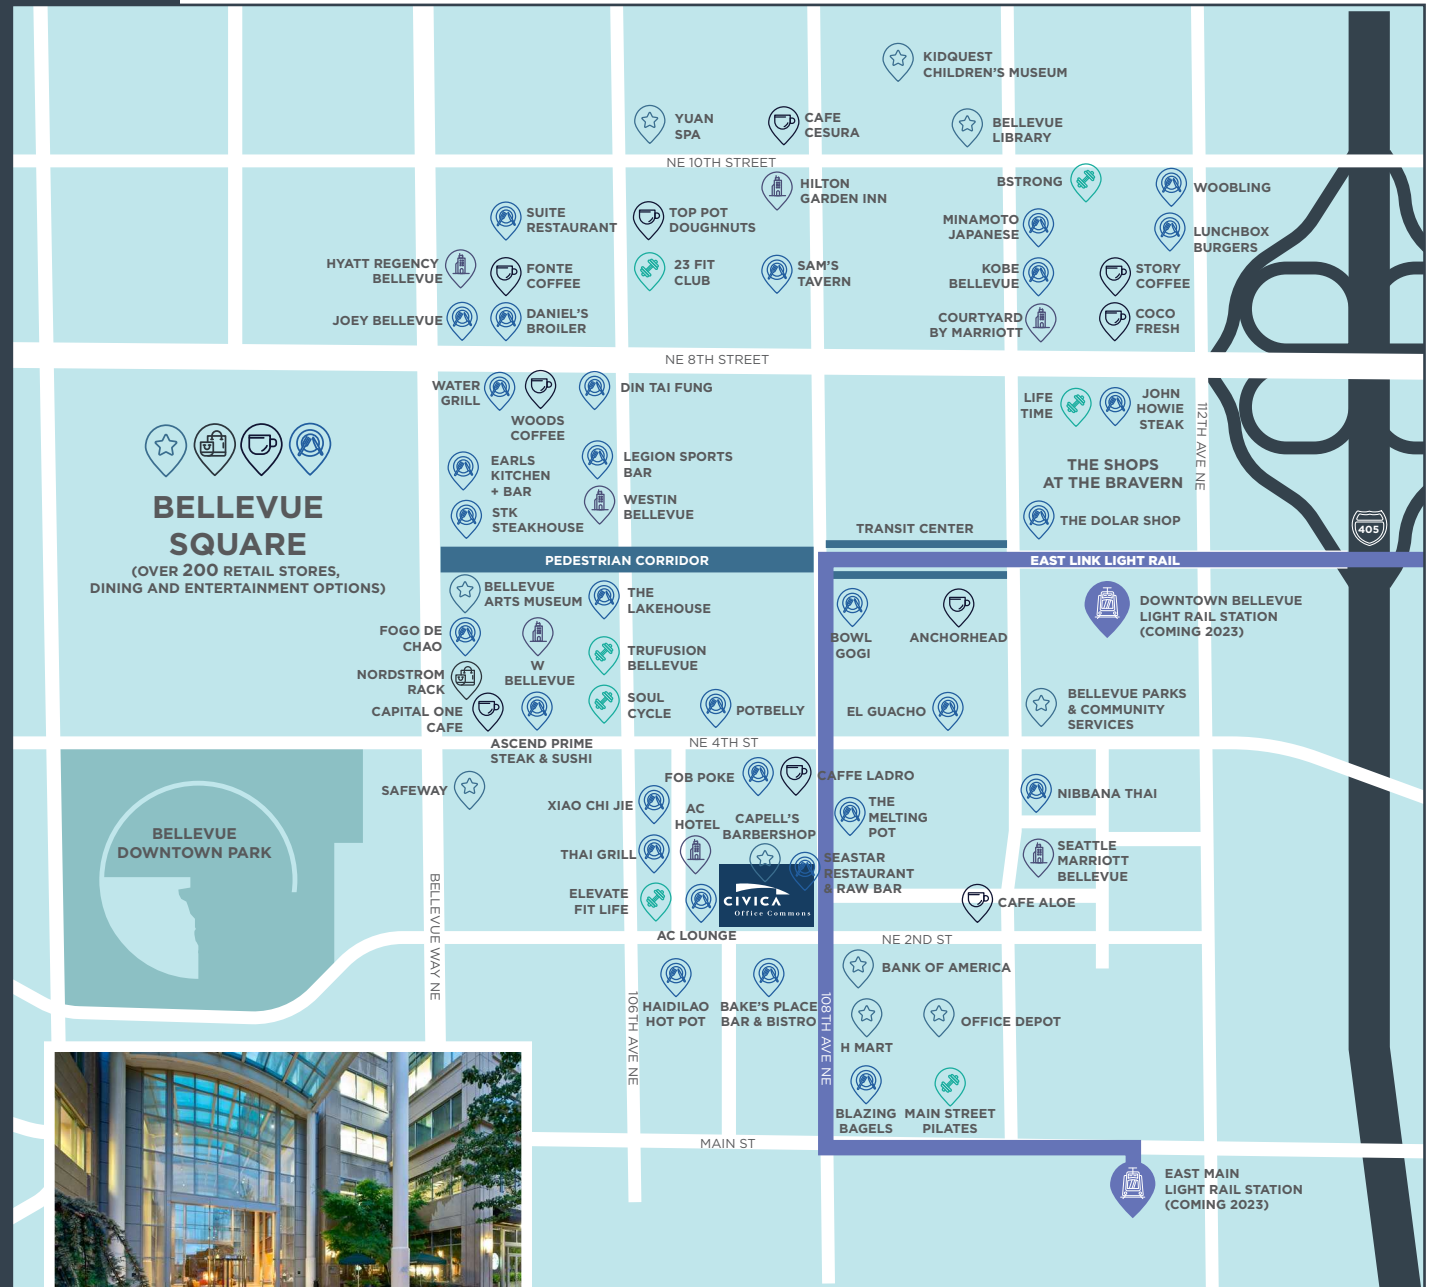 KIDQUEST
CHILDREN'S MUSEUM
YUAN
SPA
CAFE
CESURA
BELLEVUE
LIBRARY
NE 10TH STREET
HILTON
GARDEN INN
BSTRONG
WOOBLING
SUITE
RESTAURANT
TOP POT
DOUGHNUTS
MINAMOTO
JAPANESE
LUNCHBOX
BURGERS
HYATT REGENCY
BELLEVUE
FONTE
COFFEE
23 FIT
CLUB
SAM'S
TAVERN
KOBE
BELLEVUE
STORY
COFFEE
JOEY BELLEVUE
DANIEL'S
BROILER
COURTYARD
BY MARRIOTT
COCO
FRESH
NE 8TH STREET
WATER
GRILL
WOODS
COFFEE
DIN TAI FUNG
LIFE
TIME
JOHN
HOWIE
STEAK
112TH AVE NE
EARLS
KITCHEN
+ BAR
LEGION SPORTS
BAR
THE SHOPS
AT THE BRAVERN
STK
STEAKHOUSE
WESTIN
BELLEVUE
THE DOLAR SHOP
BELLEVUE
SQUARE
(OVER 200 RETAIL STORES,
DINING AND ENTERTAINMENT OPTIONS)
TRANSIT CENTER
405
PEDESTRIAN CORRIDOR
EAST LINK LIGHT RAIL
BELLEVUE
ARTS MUSEUM
THE
LAKEHOUSE
DOWNTOWN BELLEVUE
LIGHT RAIL STATION
(COMING 2023)
FOGO DE
CHAO
W
BELLEVUE
TRUFUSION
BELLEVUE
BOWL
GOGI
ANCHORHEAD
NORDSTROM
RACK
CAPITAL ONE
CAFE
SOUL
CYCLE
POTBELLY
EL GUACHO
BELLEVUE PARKS
& COMMUNITY
SERVICES
ASCEND PRIME
STEAK & SUSHI
NE 4TH ST
SAFEWAY
FOB POKE
CAFFE LADRO
XIAO CHI JIE
AC
HOTEL
CAPELL'S
BARBERSHOP
THE
MELTING
POT
NIBBANA THAI
BELLEVUE
DOWNTOWN PARK
THAI GRILL
SEASTAR
RESTAURANT
& RAW BAR
SEATTLE
MARRIOTT
BELLEVUE
ELEVATE
FIT LIFE
CIVICA
Office Commons
CAFE ALOE
BELLEVUE WAY NE
AC LOUNGE
NE 2ND ST
BANK OF AMERICA
106TH AVE NE
HAIDILAO
HOT POT
BAKE'S PLACE
BAR & BISTRO
108TH AVE NE
H MART
OFFICE DEPOT
BLAZING
BAGELS
MAIN STREET
PILATES
MAIN ST
EAST MAIN
LIGHT RAIL STATION
(COMING 2023)